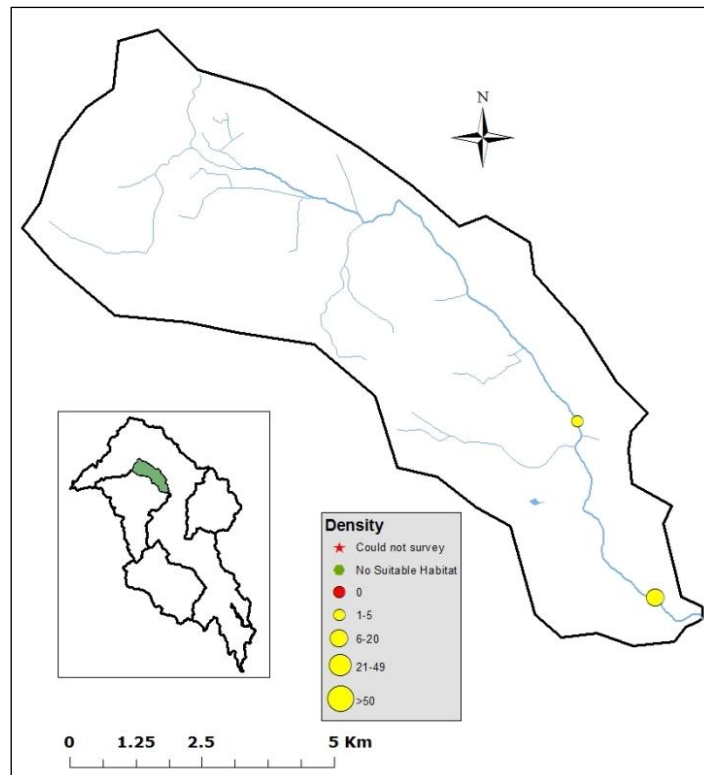 N
Density
Could not survey
No Suitable Habitat
0
1-5
6-20
21-49
>50
0 1.25 2.5 5 Km